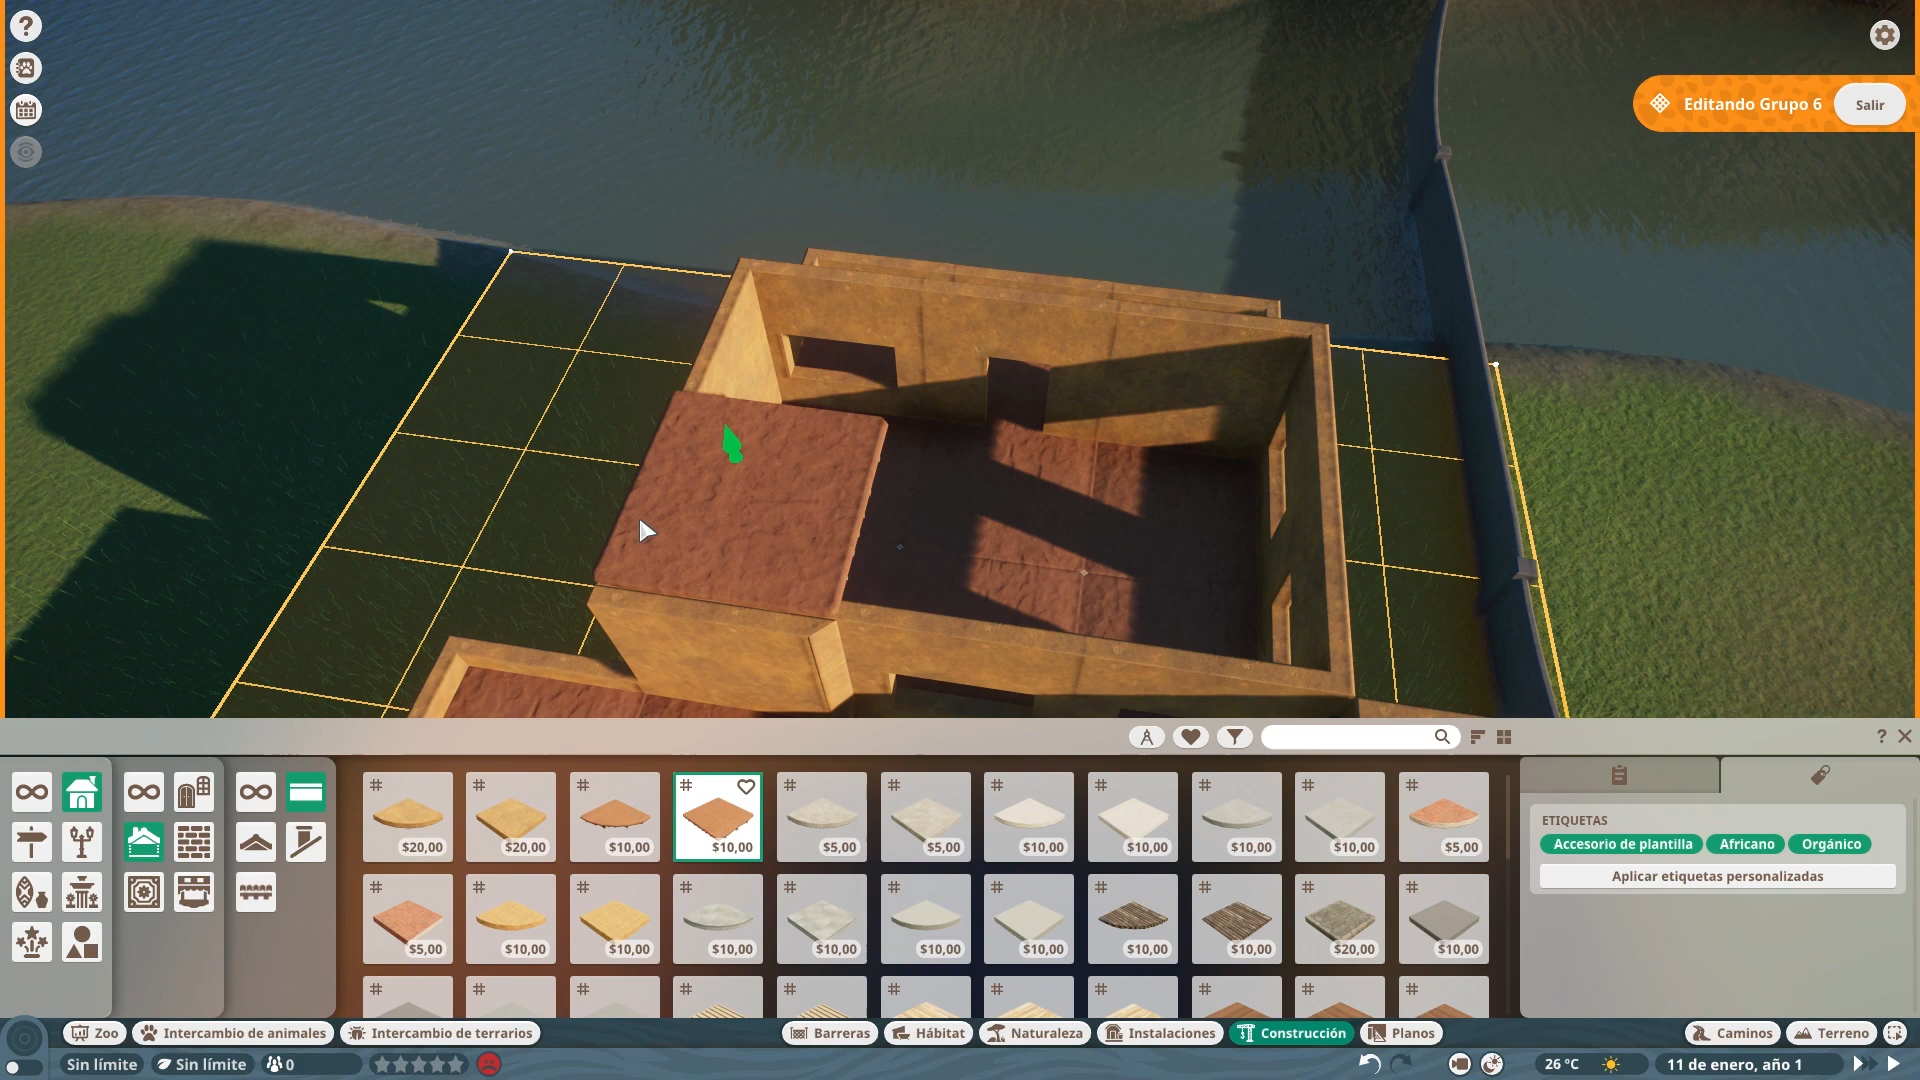 Editando Grupo 6
Salir
$20,00
$20,00
$10,00
$10,00
$5,00
$5,00
$10,00
$10,00
$10,00
$10,00
$5,00
$5,00
$10,00
$10,00
$10,00
$10,00
$10,00
$10,00
$10,00
$10,00
$20,00
$10,00
ETIQUETAS
Accesorio de plantilla
Africano
Orgánico
Aplicar etiquetas personalizadas
Zoo
Intercambio de animales
Intercambio de terrarios
Barreras
Hábitat
Naturaleza
Instalaciones
Construcción
Planos
Caminos
Terreno
Sin límite
Sin límite
0
26 °C
11 de enero, año 1